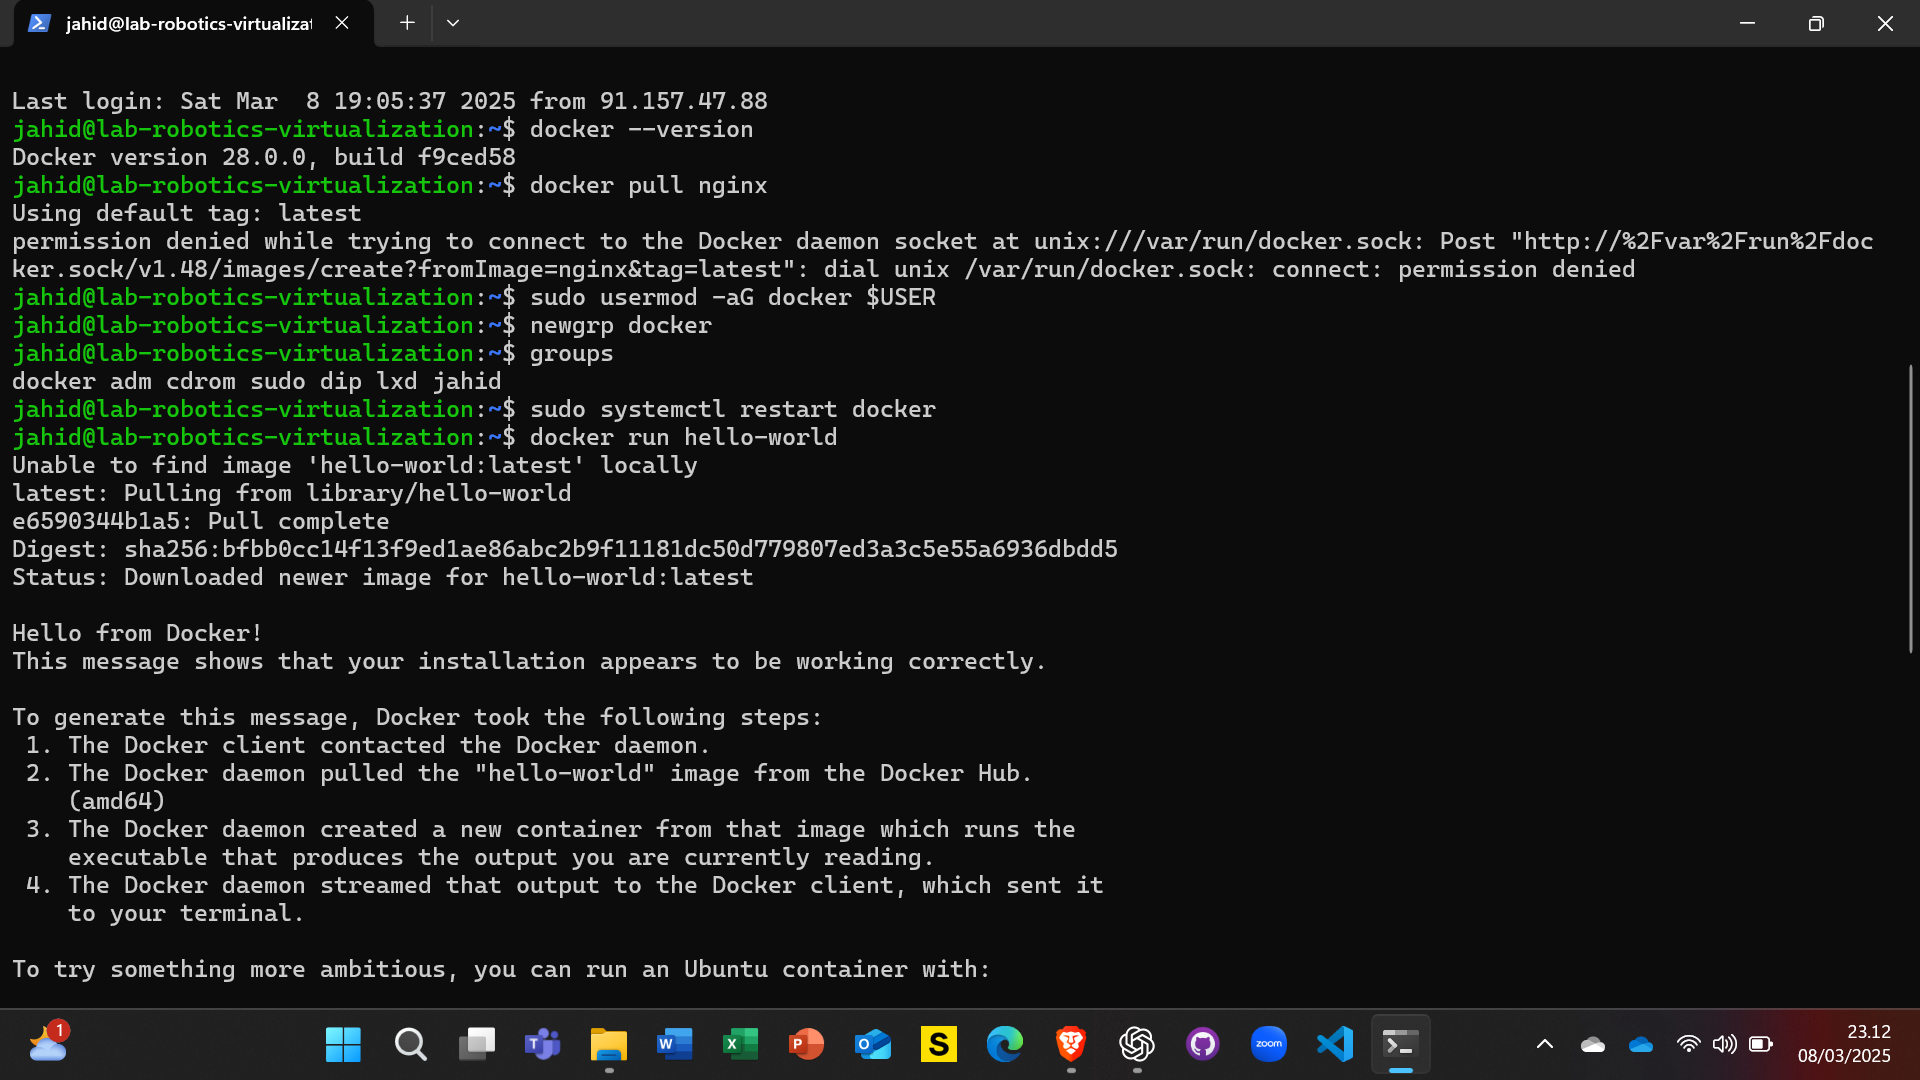 jahid@lab-robotics-virtualizat
Last login: Sat Mar  8 19:05:37 2025 from 91.157.47.88
jahid@lab-robotics-virtualization:~$ docker --version
Docker version 28.0.0, build f9ced58
jahid@lab-robotics-virtualization:~$ docker pull nginx
Using default tag: latest
permission denied while trying to connect to the Docker daemon socket at unix:///var/run/docker.sock: Post "http://%2Fvar%2Frun%2Fdoc
ker.sock/v1.48/images/create?fromImage=nginx&tag=latest": dial unix /var/run/docker.sock: connect: permission denied
jahid@lab-robotics-virtualization:~$ sudo usermod -aG docker $USER
jahid@lab-robotics-virtualization:~$ newgrp docker
jahid@lab-robotics-virtualization:~$ groups
docker adm cdrom sudo dip lxd jahid
jahid@lab-robotics-virtualization:~$ sudo systemctl restart docker
jahid@lab-robotics-virtualization:~$ docker run hello-world
Unable to find image 'hello-world:latest' locally
latest: Pulling from library/hello-world
e6590344b1a5: Pull complete
Digest: sha256:bfbb0cc14f13f9ed1ae86abc2b9f11181dc50d779807ed3a3c5e55a6936dbdd5
Status: Downloaded newer image for hello-world:latest

Hello from Docker!
This message shows that your installation appears to be working correctly.

To generate this message, Docker took the following steps:
 1. The Docker client contacted the Docker daemon.
 2. The Docker daemon pulled the "hello-world" image from the Docker Hub.
    (amd64)
 3. The Docker daemon created a new container from that image which runs the
    executable that produces the output you are currently reading.
 4. The Docker daemon streamed that output to the Docker client, which sent it
    to your terminal.

To try something more ambitious, you can run an Ubuntu container with:
1
T
W
X
P
O
S
zoom
23.12
08/03/2025